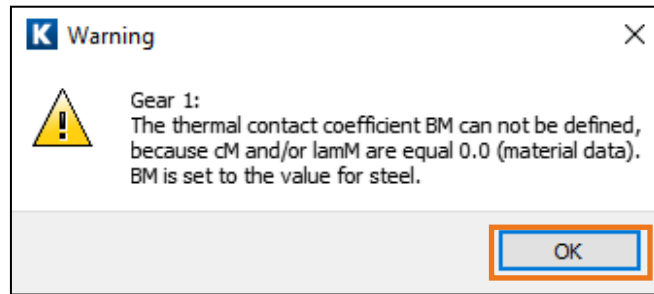 K Warning
Gear 1:
The thermal contact coefficient BM can not be defined,
because cM and/or lamM are equal 0.0 (material data).
BM is set to the value for steel.
OK